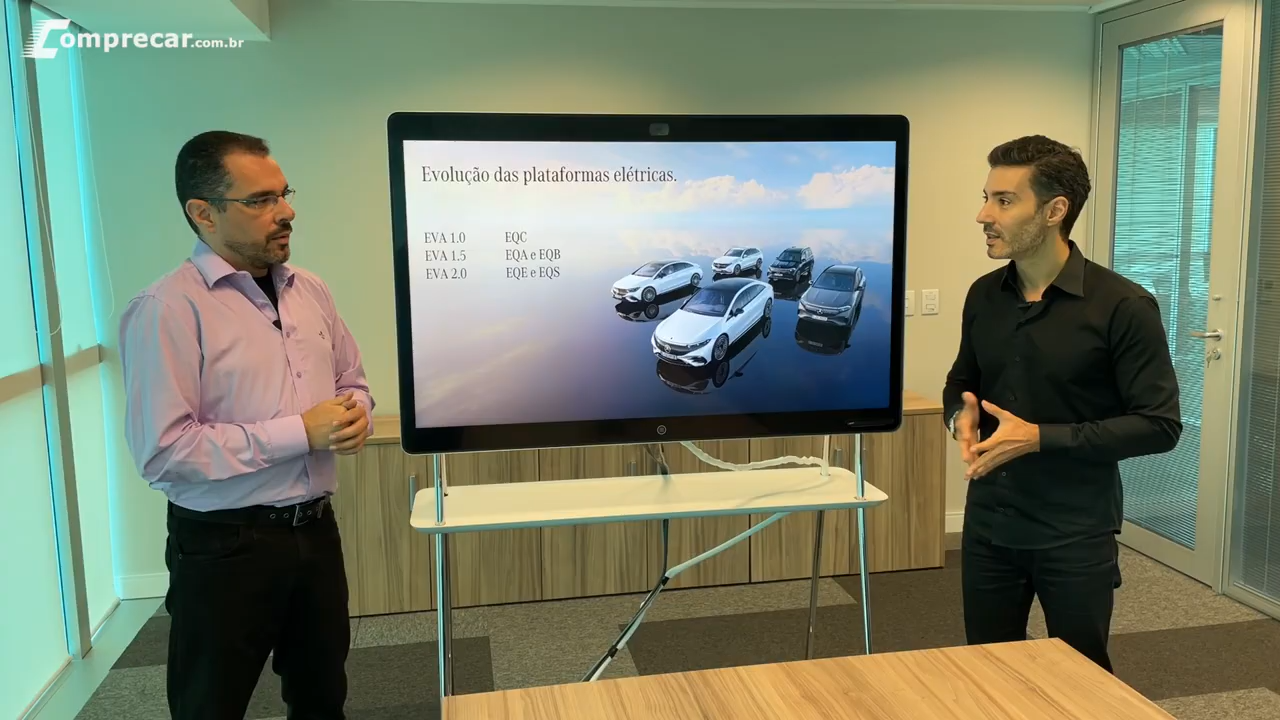 Comprecar.com.br
Evolução das plataformas elétricas.
EVA 1.0 EQC
EVA 1.5 EQA e EQB
EVA 2.0 EQE e EQS